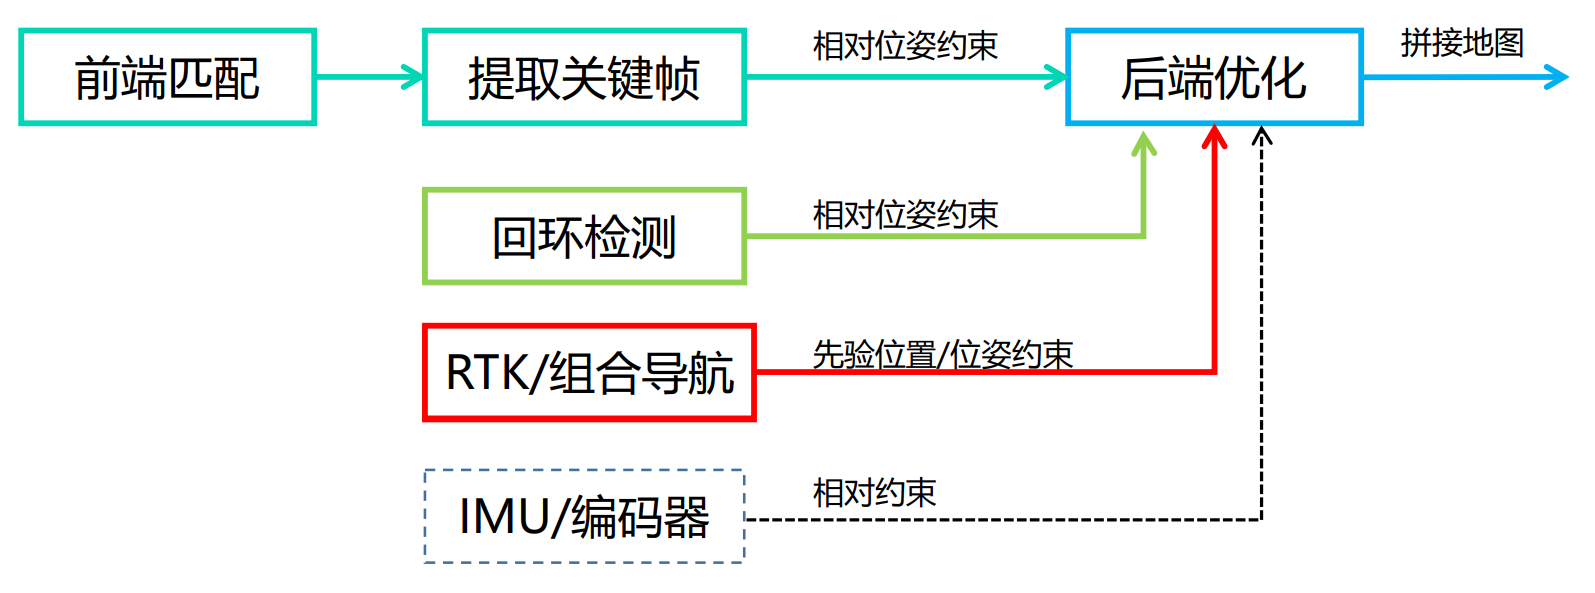 前端匹配
提取关键帧
相对位姿约束
后端优化
拼接地图
回环检测
相对位姿约束
RTK/组合导航
先验位置/位姿约束
IMU/编码器
相对约束